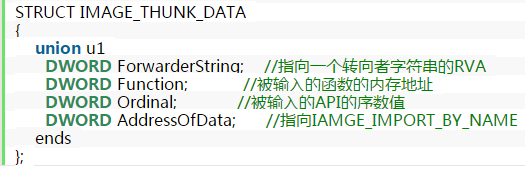 STRUCT IMAGE_THUNK_DATA
{
union u1
DWORD ForwarderString; //指向一个转向者字符串的RVA
DWORD Function; //被输入的函数的内存地址
DWORD Ordinal; //被输入的API的序数值
DWORD AddressOfData; //指向IAMGE_IMPORT_BY_NAME
ends
};